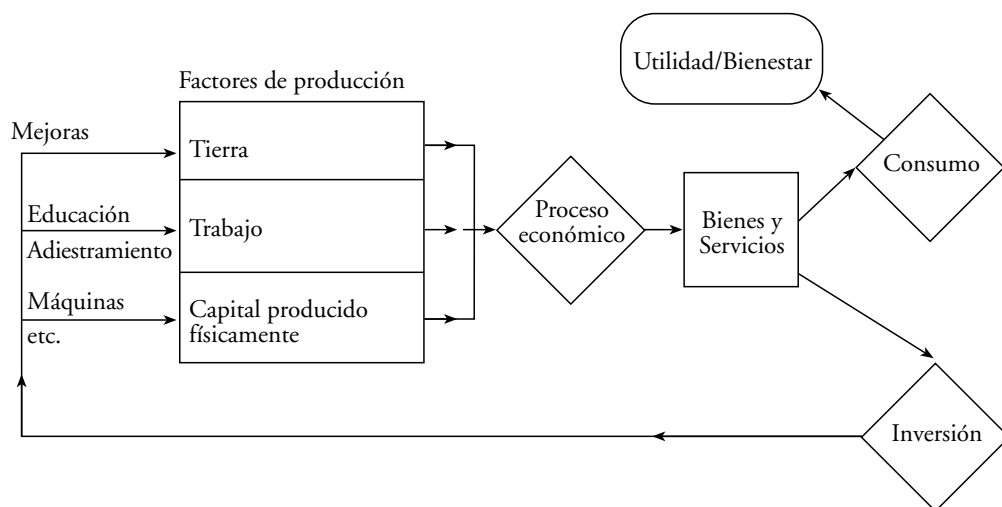 Utilidad/Bienestar
Factores de producción
Mejoras
Tierra
Consumo
Educación
Adiestramiento
Trabajo
Proceso
económico
Bienes y
Servicios
Máquinas
etc.
Capital producido
físicamente
Inversión